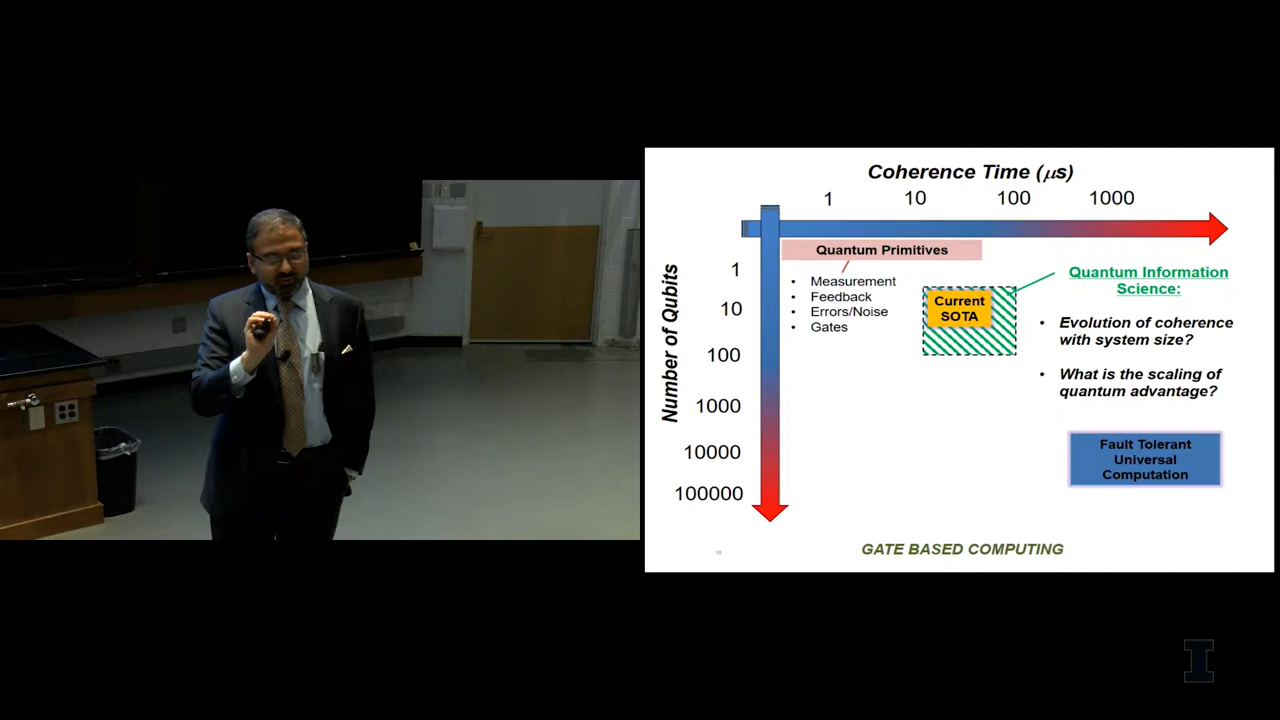 Coherence Time (μs)
1 10 100 1000
Number of Qubits
1
10
100
1000
10000
100000
Quantum Primitives
• Measurement
• Feedback
• Errors/Noise
• Gates
Current
SOTA
Quantum Information
Science:
• Evolution of coherence
with system size?
• What is the scaling of
quantum advantage?
Fault Tolerant
Universal
Computation
GATE BASED COMPUTING
I